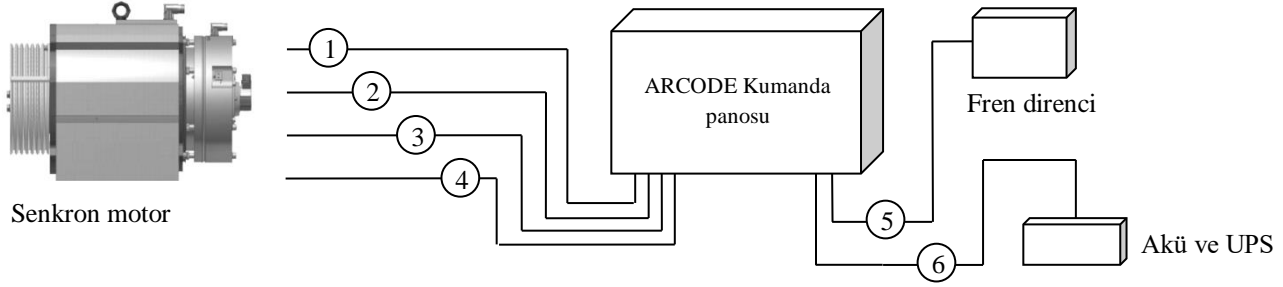 1
2
3
4
ARCODE Kumanda
panosu
Fren direnci
5
6
Senkron motor
Akü ve UPS